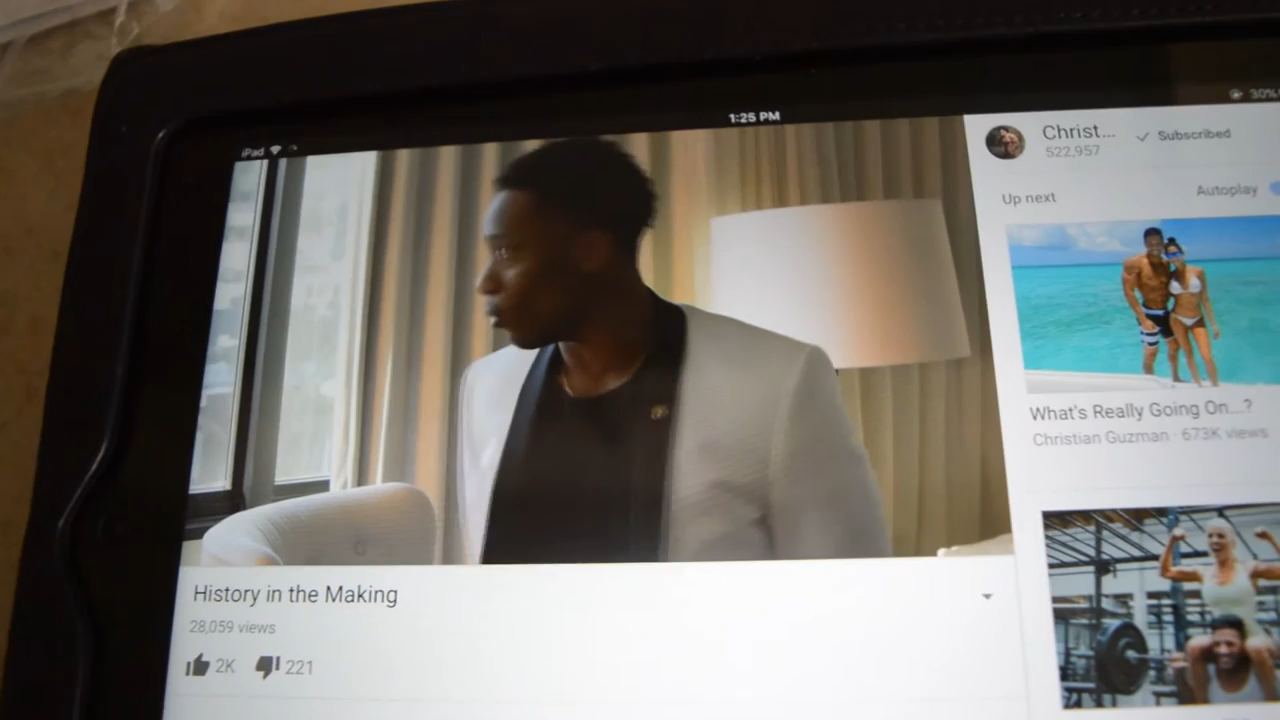 iPad
1:25 PM
30%
Christ...
Subscribed
522,957
Up next
Autoplay
What's Really Going On...?
Christian Guzman · 673K views
History in the Making
28,059 views
2K
221